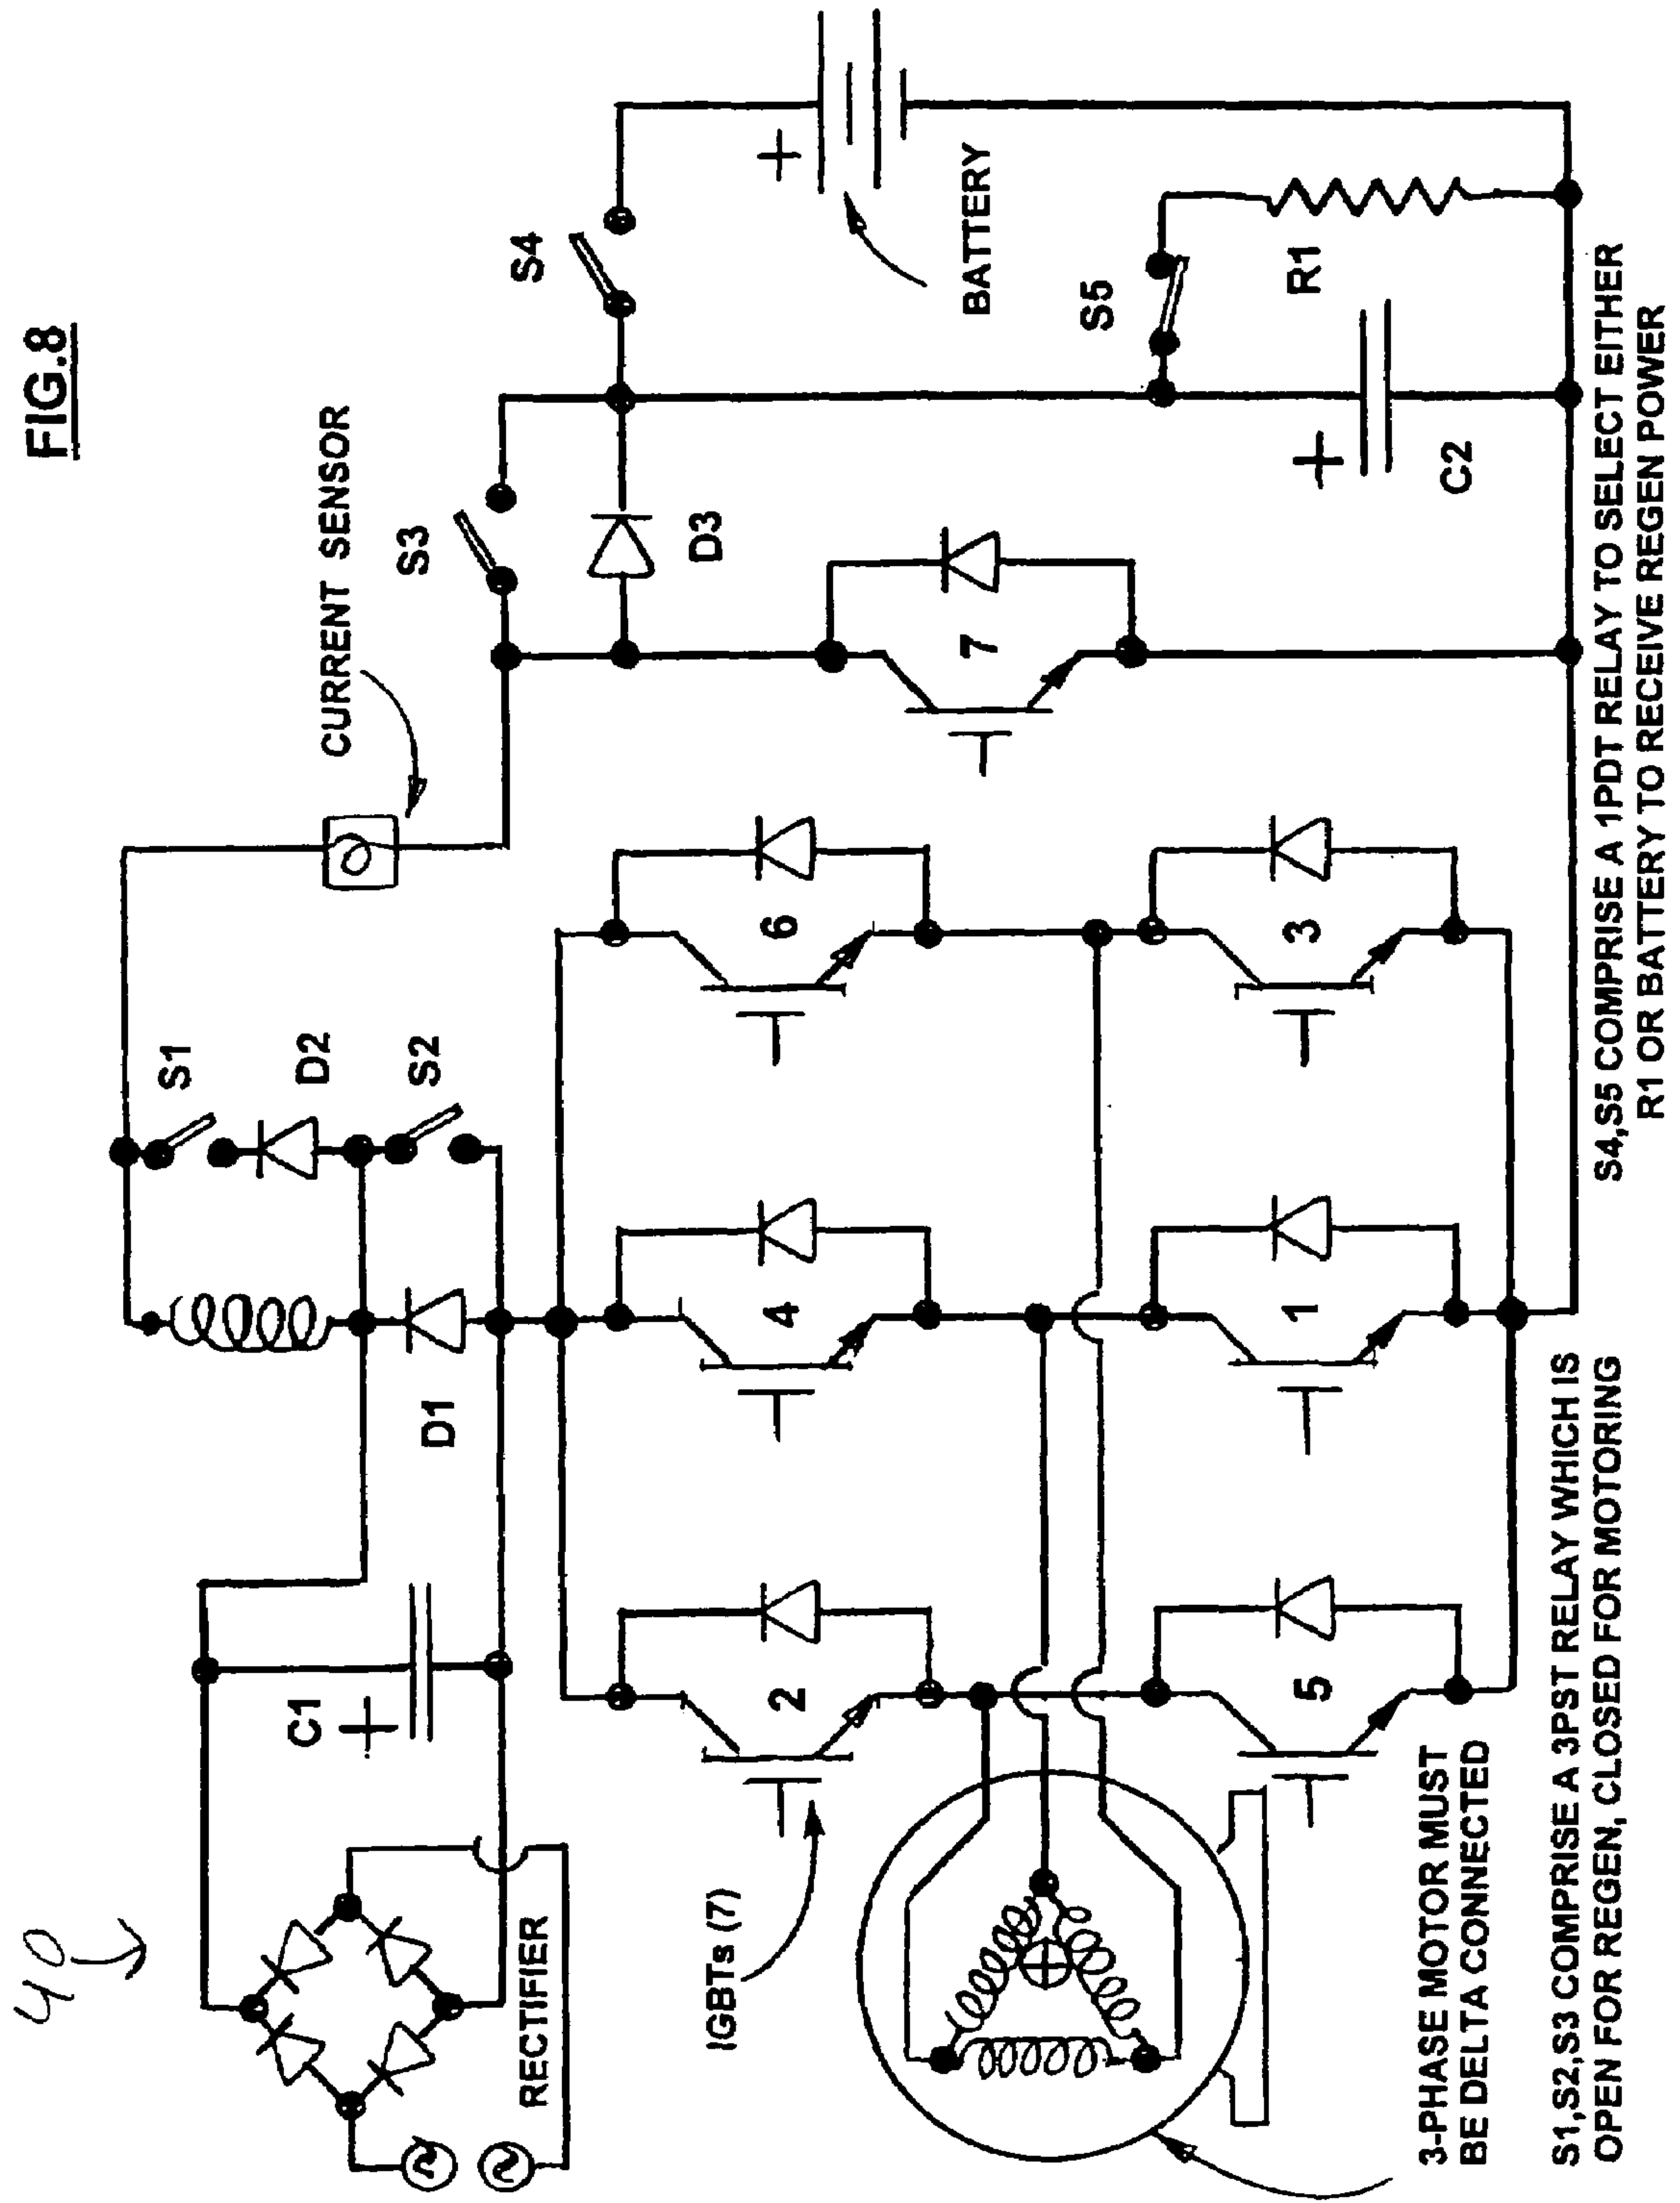 FIG.8
40
RECTIFIER
C1
+
D1
S1
D2
S2
CURRENT SENSOR
S3
D3
S4
+
BATTERY
S5
R1
+
C2
IGBTs (7)
2
4
6
7
5
1
3
3-PHASE MOTOR MUST
BE DELTA CONNECTED
S1,S2,S3 COMPRISE A 3PST RELAY WHICH IS
OPEN FOR REGEN, CLOSED FOR MOTORING
S4,S5 COMPRISE A 1PDT RELAY TO SELECT EITHER
R1 OR BATTERY TO RECEIVE REGEN POWER